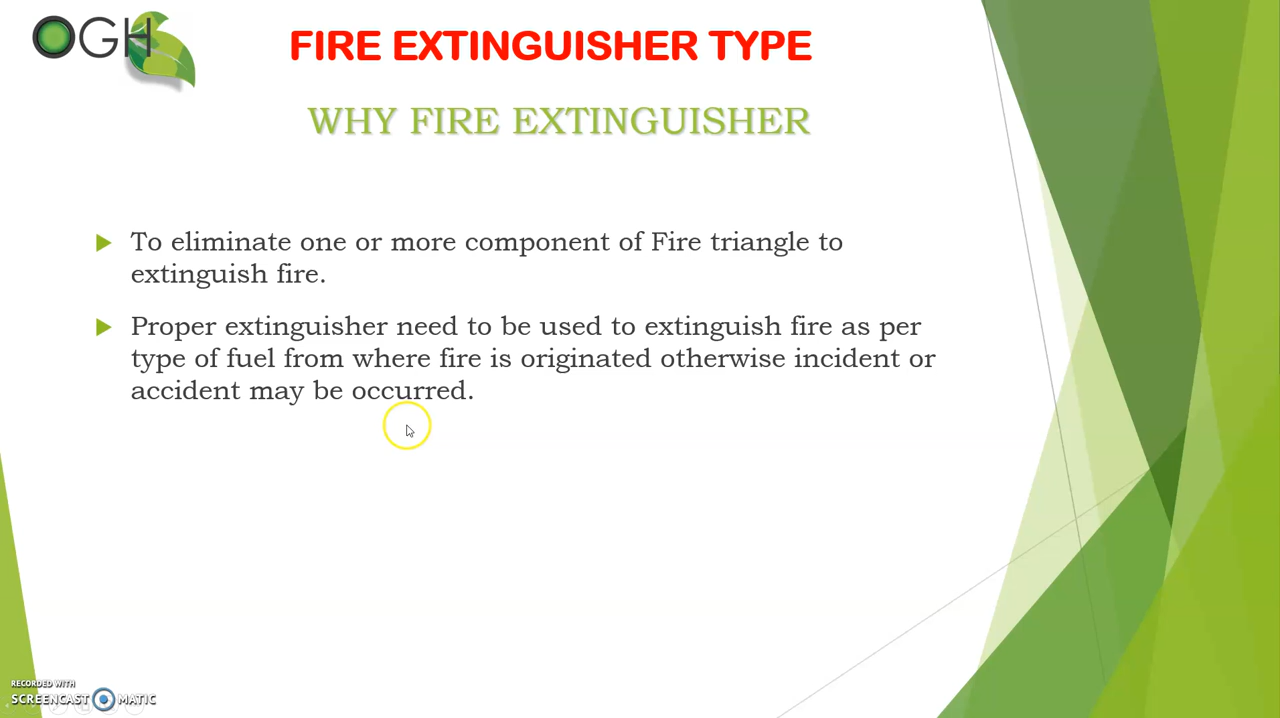 OGH
FIRE EXTINGUISHER TYPE
WHY FIRE EXTINGUISHER
To eliminate one or more component of Fire triangle to
extinguish fire.
Proper extinguisher need to be used to extinguish fire as per
type of fuel from where fire is originated otherwise incident or
accident may be occurred.
RECORDED WITH
SCREENCAST MATIC